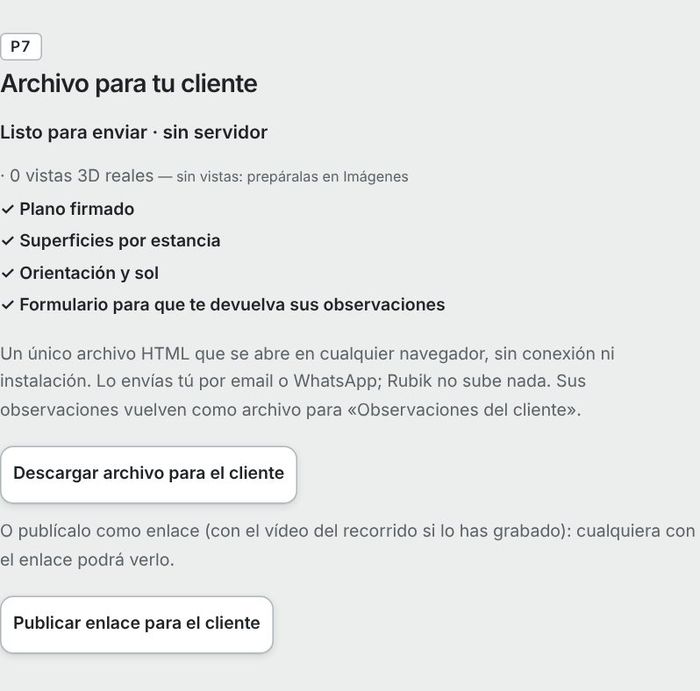 P7
Archivo para tu cliente
Listo para enviar · sin servidor
· 0 vistas 3D reales — sin vistas: prepáralas en Imágenes
✓ Plano firmado
✓ Superficies por estancia
✓ Orientación y sol
✓ Formulario para que te devuelva sus observaciones
Un único archivo HTML que se abre en cualquier navegador, sin conexión ni
instalación. Lo envías tú por email o WhatsApp; Rubik no sube nada. Sus
observaciones vuelven como archivo para «Observaciones del cliente».
Descargar archivo para el cliente
O publícalo como enlace (con el vídeo del recorrido si lo has grabado): cualquiera con
el enlace podrá verlo.
Publicar enlace para el cliente